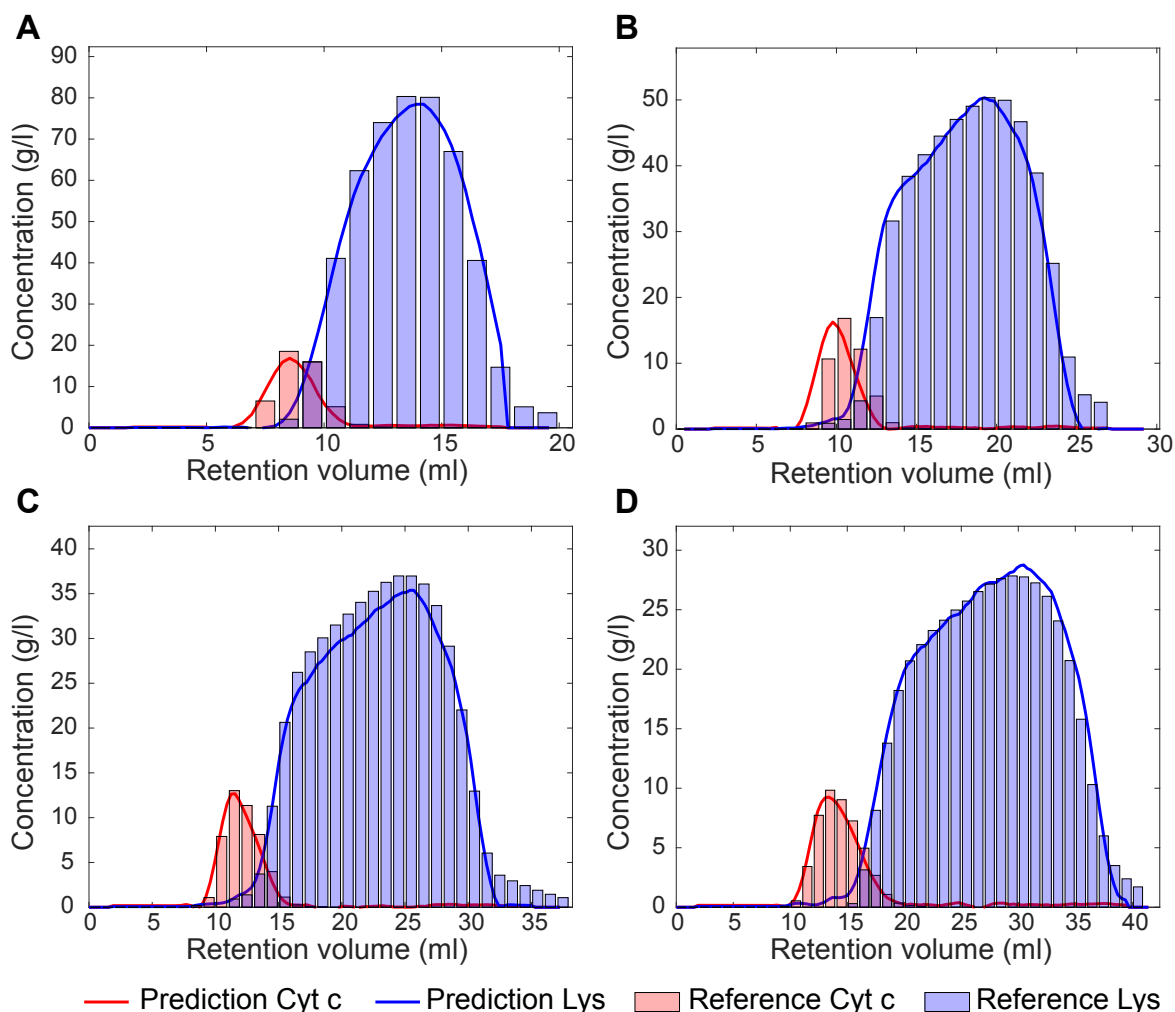 A
90
80
70
60
50
40
30
20
10
0
Concentration (g/l)
0 5 10 15 20
Retention volume (ml)
B
50
40
30
20
10
0
Concentration (g/l)
0 5 10 15 20 25 30
Retention volume (ml)
C
40
35
30
25
20
15
10
5
0
Concentration (g/l)
0 5 10 15 20 25 30 35
Retention volume (ml)
D
30
25
20
15
10
5
0
Concentration (g/l)
0 5 10 15 20 25 30 35 40
Retention volume (ml)
Prediction Cyt c Prediction Lys Reference Cyt c Reference Lys